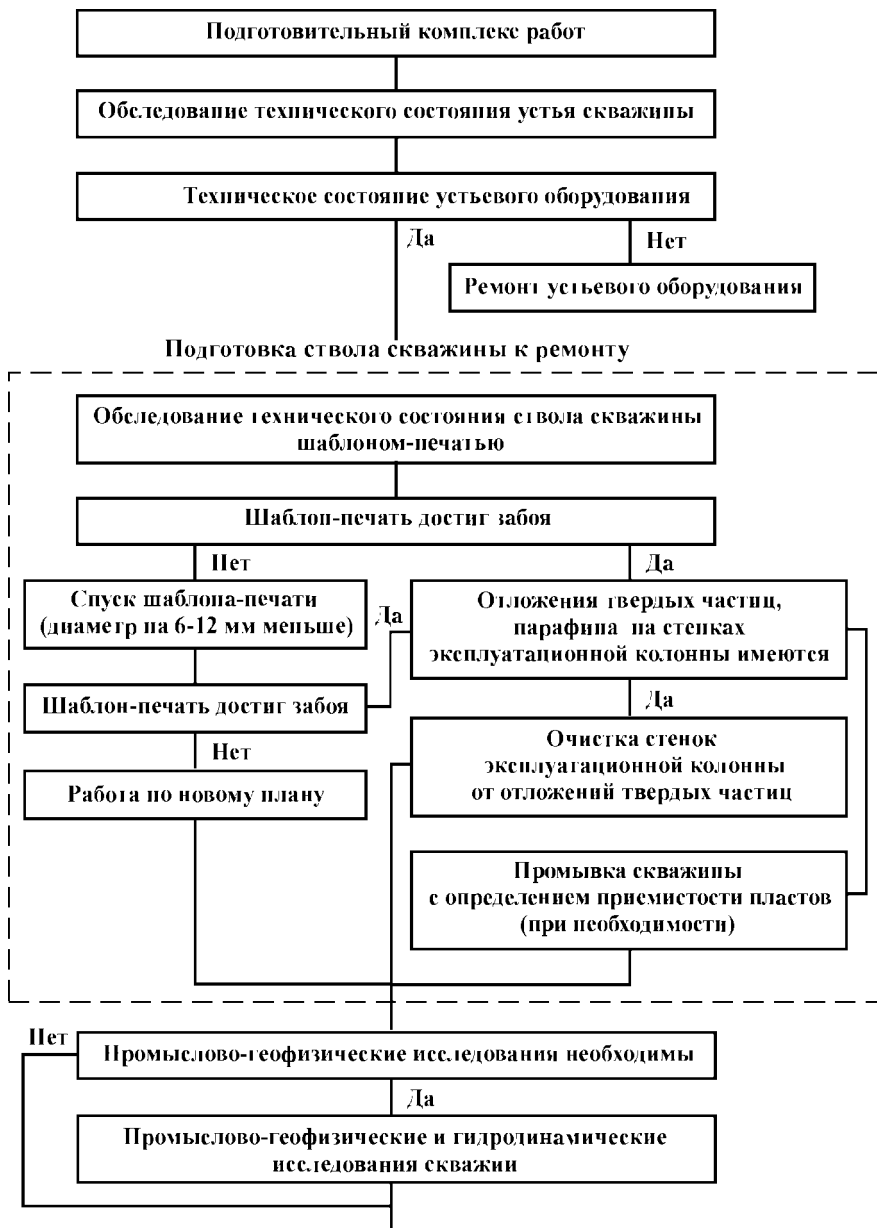 Подготовительный комплекс работ
Обследование технического состояния устья скважины
Техническое состояние устьевого оборудования
Да
Нет
Ремонт устьевого оборудования
Подготовка ствола скважины к ремонту
Обследование технического состояния ствола скважины
шаблоном-печатью
Шаблон-печать достиг забоя
Нет
Да
Спуск шаблона-печати
(диаметр на 6-12 мм меньше)
Да
Отложения твердых частиц,
парафина на стенках
эксплуатационной колонны имеются
Шаблон-печать достиг забоя
Да
Нет
Очистка стенок
эксплуатационной колонны
от отложений твердых частиц
Работа по новому плану
Промывка скважины
с определением приемистости пластов
(при необходимости)
Нет
Промыслово-геофизические исследования необходимы
Да
Промыслово-геофизические и гидродинамические
исследования скважин